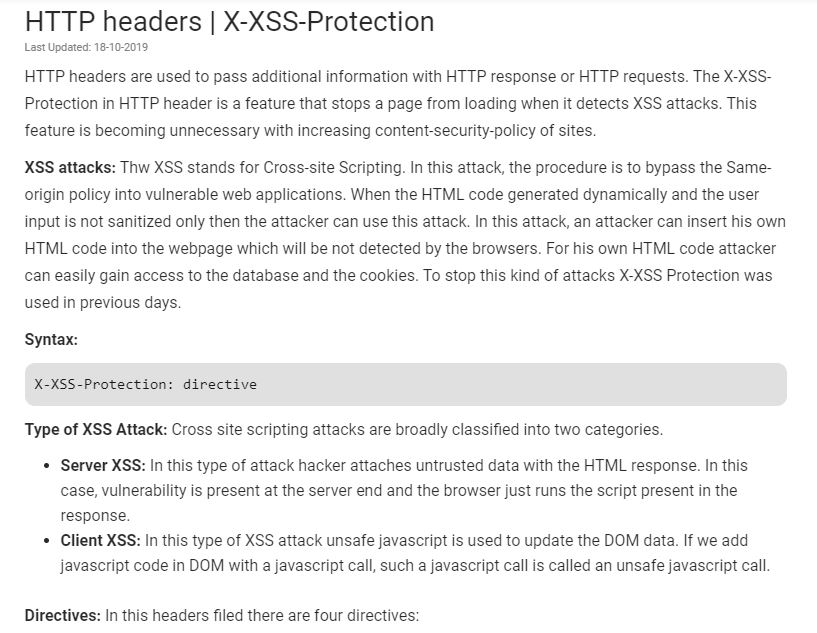 HTTP headers | X-XSS-Protection
Last Updated: 18-10-2019
HTTP headers are used to pass additional information with HTTP response or HTTP requests. The X-XSS-
Protection in HTTP header is a feature that stops a page from loading when it detects XSS attacks. This
feature is becoming unnecessary with increasing content-security-policy of sites.
XSS attacks: Thw XSS stands for Cross-site Scripting. In this attack, the procedure is to bypass the Same-
origin policy into vulnerable web applications. When the HTML code generated dynamically and the user
input is not sanitized only then the attacker can use this attack. In this attack, an attacker can insert his own
HTML code into the webpage which will be not detected by the browsers. For his own HTML code attacker
can easily gain access to the database and the cookies. To stop this kind of attacks X-XSS Protection was
used in previous days.
Syntax:
X-XSS-Protection: directive
Type of XSS Attack: Cross site scripting attacks are broadly classified into two categories.
• Server XSS: In this type of attack hacker attaches untrusted data with the HTML response. In this
case, vulnerability is present at the server end and the browser just runs the script present in the
response.
• Client XSS: In this type of XSS attack unsafe javascript is used to update the DOM data. If we add
javascript code in DOM with a javascript call, such a javascript call is called an unsafe javascript call.
Directives: In this headers filed there are four directives: